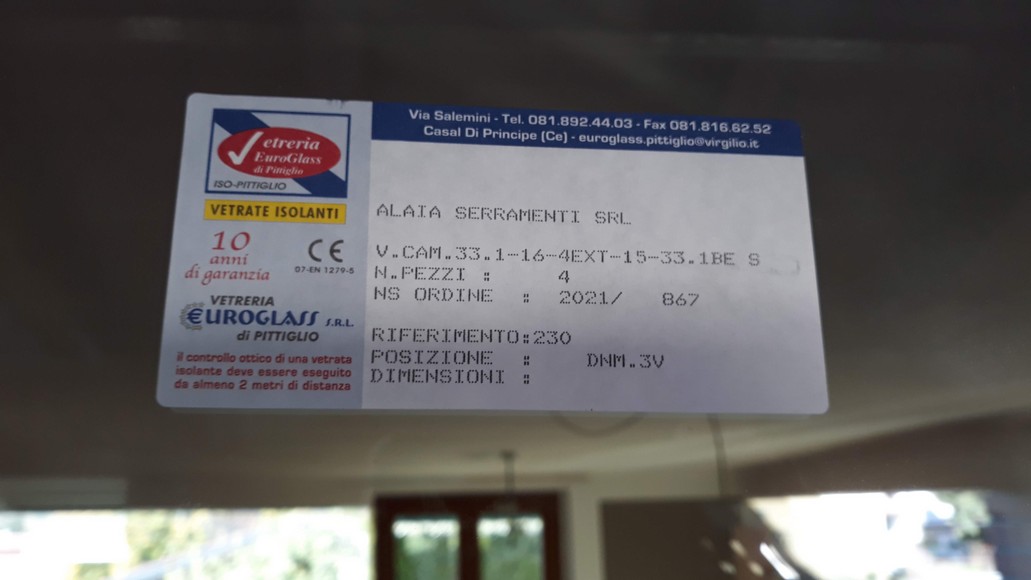 Vetreria
EuroGlass
di Pittiglio
ISO-PITTIGLIO
VETRATE ISOLANTI
10
anni
di garanzia
CE
07-EN 1279-5
VETRERIA
€UROGLASS S.R.L.
di PITTIGLIO
il controllo ottico di una vetrata
isolante deve essere eseguito
da almeno 2 metri di distanza
Via Salemini - Tel. 081.892.44.03 - Fax 081.816.62.52
Casal Di Principe (Ce) - euroglass.pittiglio@virgilio.it
ALAIA SERRAMENTI SRL
V.CAM.33.1-16-4EXT-15-33.1BE S
N.PEZZI : 4
NS ORDINE : 2021/ 867
RIFERIMENTO:230
POSIZIONE : DNM.3V
DIMENSIONI :